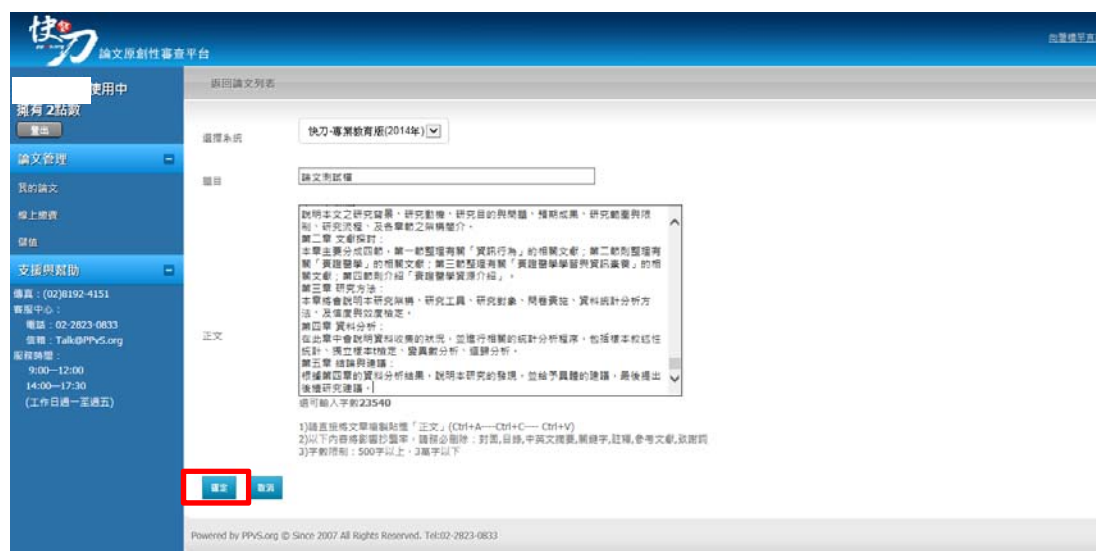 快刀
論文原創性審查平台
使用中
擁有 2點數
登出
返回論文列表
選擇系統
快刀-專業教育版(2014年)
論文管理
我的論文
線上繳費
儲值
題目
論文測試檔
支援與幫助
傳真：(02)8192-4151
客服中心：
電話：02-2823-0833
信箱：Talk@PPvS.org
服務時間：
9:00—12:00
14:00—17:30
(工作日週一至週五)
正文
說明本文之研究背景、研究動機、研究目的與問題、預期成果、研究範圍與限
制、研究流程、及各章節之架構簡介。
第二章 文獻探討：
本章主要分成四節，第一節整理有關「資訊行為」的相關文獻；第二節則整理有
關「實證醫學」的相關文獻；第三節整理有關「實證醫學學習與資訊素養」的相
關文獻；第四節則介紹「實證醫學資源介紹」。
第三章 研究方法：
本章將會說明本研究架構、研究工具、研究對象、問卷實施、資料統計分析方
法、及信度與效度檢定。
第四章 資料分析：
在此章中會說明資料收集的狀況，並進行相關的統計分析程序，包括樣本敘述性
統計、獨立樣本t檢定、變異數分析、迴歸分析。
第五章 結論與建議：
根據第四章的資料分析結果，說明本研究的發現，並給予具體的建議，最後提出
後續研究建議。
還可輸入字數23540
1)請直接將文章複製貼進「正文」(Ctrl+A----Ctrl+C---- Ctrl+V)
2)以下內容將影響抄襲率，請務必刪除：封面,目錄,中英文摘要,關鍵字,註釋,參考文獻,致謝詞
3)字數限制：500字以上，3萬字以下
確定
取消
Powered by PPvS.org © Since 2007 All Rights Reserved. Tel:02-2823-0833